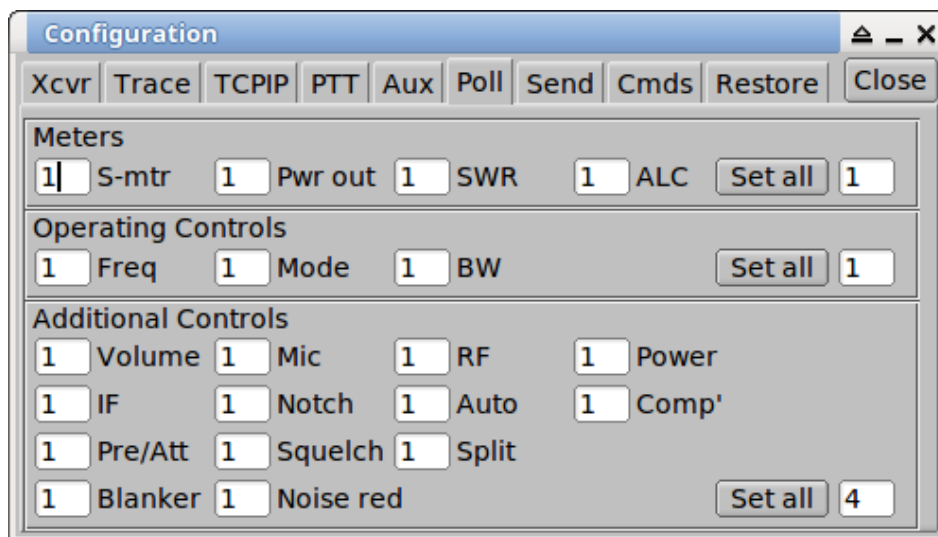 Configuration
Xcvr Trace TCPIP PTT Aux Poll Send Cmds Restore Close
Meters
1 S-mtr 1 Pwr out 1 SWR 1 ALC Set all 1
Operating Controls
1 Freq 1 Mode 1 BW Set all 1
Additional Controls
1 Volume 1 Mic 1 RF 1 Power
1 IF 1 Notch 1 Auto 1 Comp'
1 Pre/Att 1 Squelch 1 Split
1 Blanker 1 Noise red Set all 4